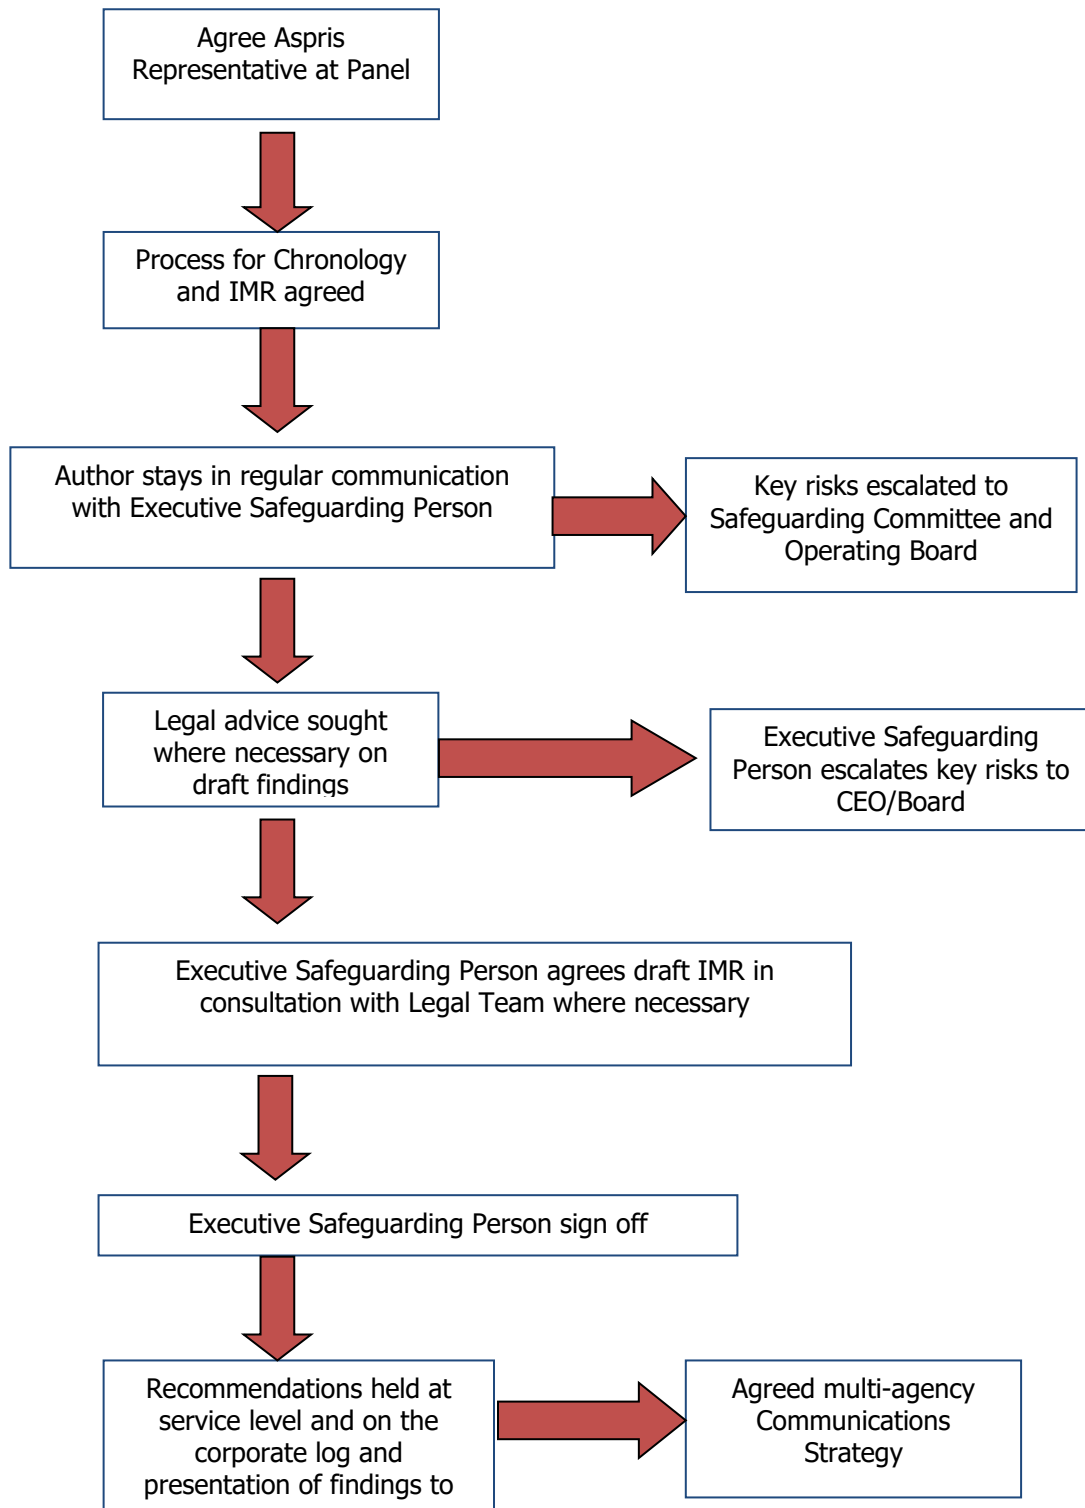 Agree Aspris
Representative at Panel
Process for Chronology
and IMR agreed
Author stays in regular communication
with Executive Safeguarding Person
Key risks escalated to
Safeguarding Committee and
Operating Board
Legal advice sought
where necessary on
draft findings
Executive Safeguarding
Person escalates key risks to
CEO/Board
Executive Safeguarding Person agrees draft IMR in
consultation with Legal Team where necessary
Executive Safeguarding Person sign off
Recommendations held at
service level and on the
corporate log and
presentation of findings to
Agreed multi-agency
Communications
Strategy